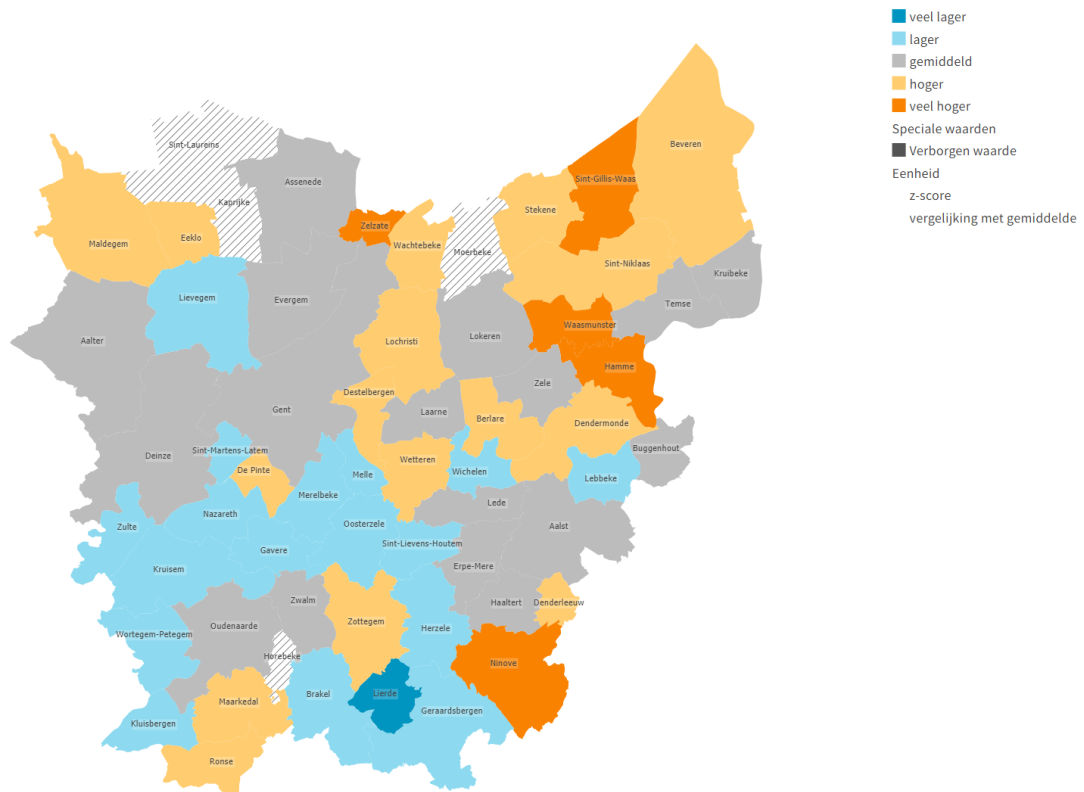 veel lager
lager
gemiddeld
hoger
veel hoger
Speciale waarden
Verborgen waarde
Eenheid
z-score
vergelijking met gemiddelde
Sint-Laureins
Beveren
Assenede
Sint-Gillis-Waas
Kaprijke
Stekene
Zelzate
Eeklo
Maldegem
Wachtebeke
Moerbeke
Sint-Niklaas
Kruibeke
Lievegem
Evergem
Temse
Waasmunster
Lokeren
Aalter
Lochristi
Hamme
Zele
Destelbergen
Gent
Laarne
Berlare
Dendermonde
Buggenhout
Sint-Martens-Latem
Deinze
Wetteren
De Pinte
Wichelen
Melle
Lebbeke
Merelbeke
Lede
Nazareth
Oosterzele
Zulte
Aalst
Sint-Lievens-Houtem
Gavere
Erpe-Mere
Kruisem
Zwalm
Haaltert
Denderleeuw
Zottegem
Oudenaarde
Herzele
Wortegem-Petegem
Horebeke
Ninove
Brakel
Lierde
Maarkedal
Geraardsbergen
Kluisbergen
Ronse